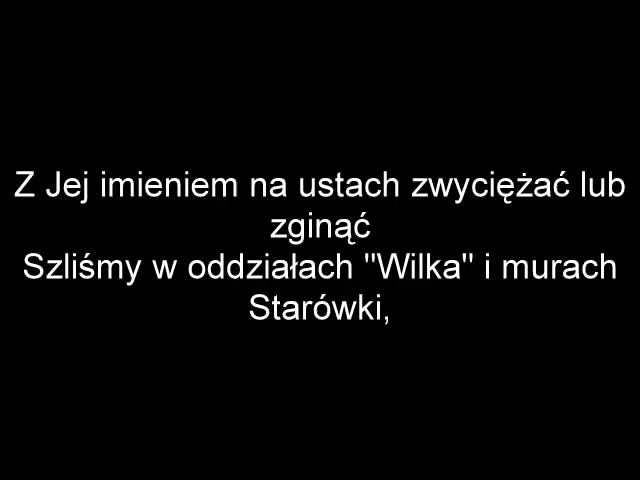 Z Jej imieniem na ustach zwyciężać lub
zginąć
Szliśmy w oddziałach "Wilka" i murach
Starówki,